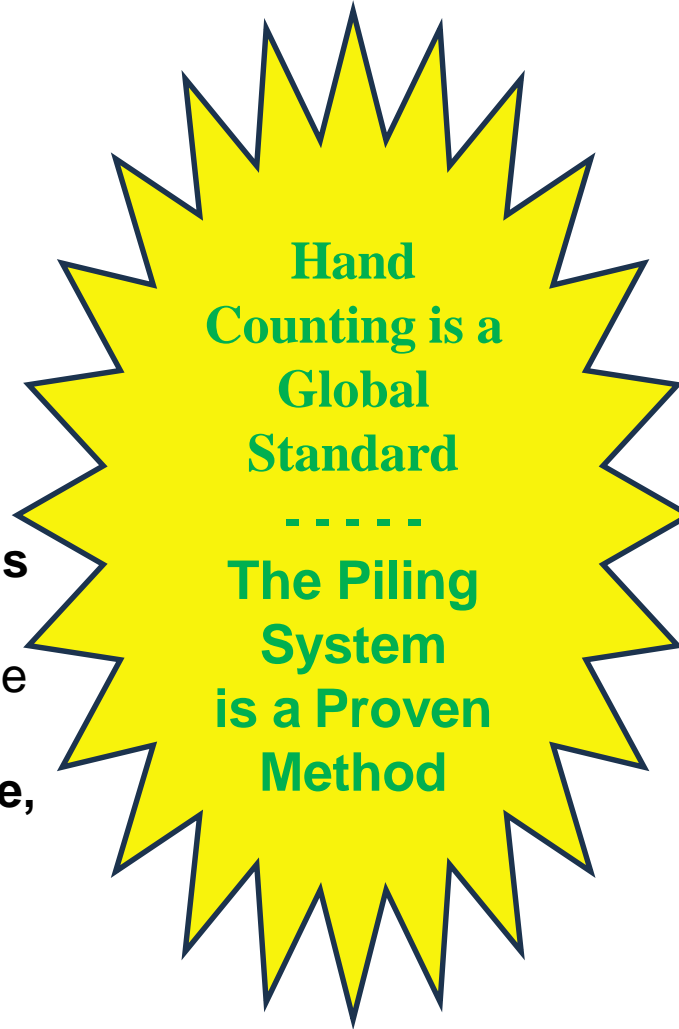 Hand
Counting is a
Global
Standard
- - - - -
s
The Piling
System
e
is a Proven
Method
e,